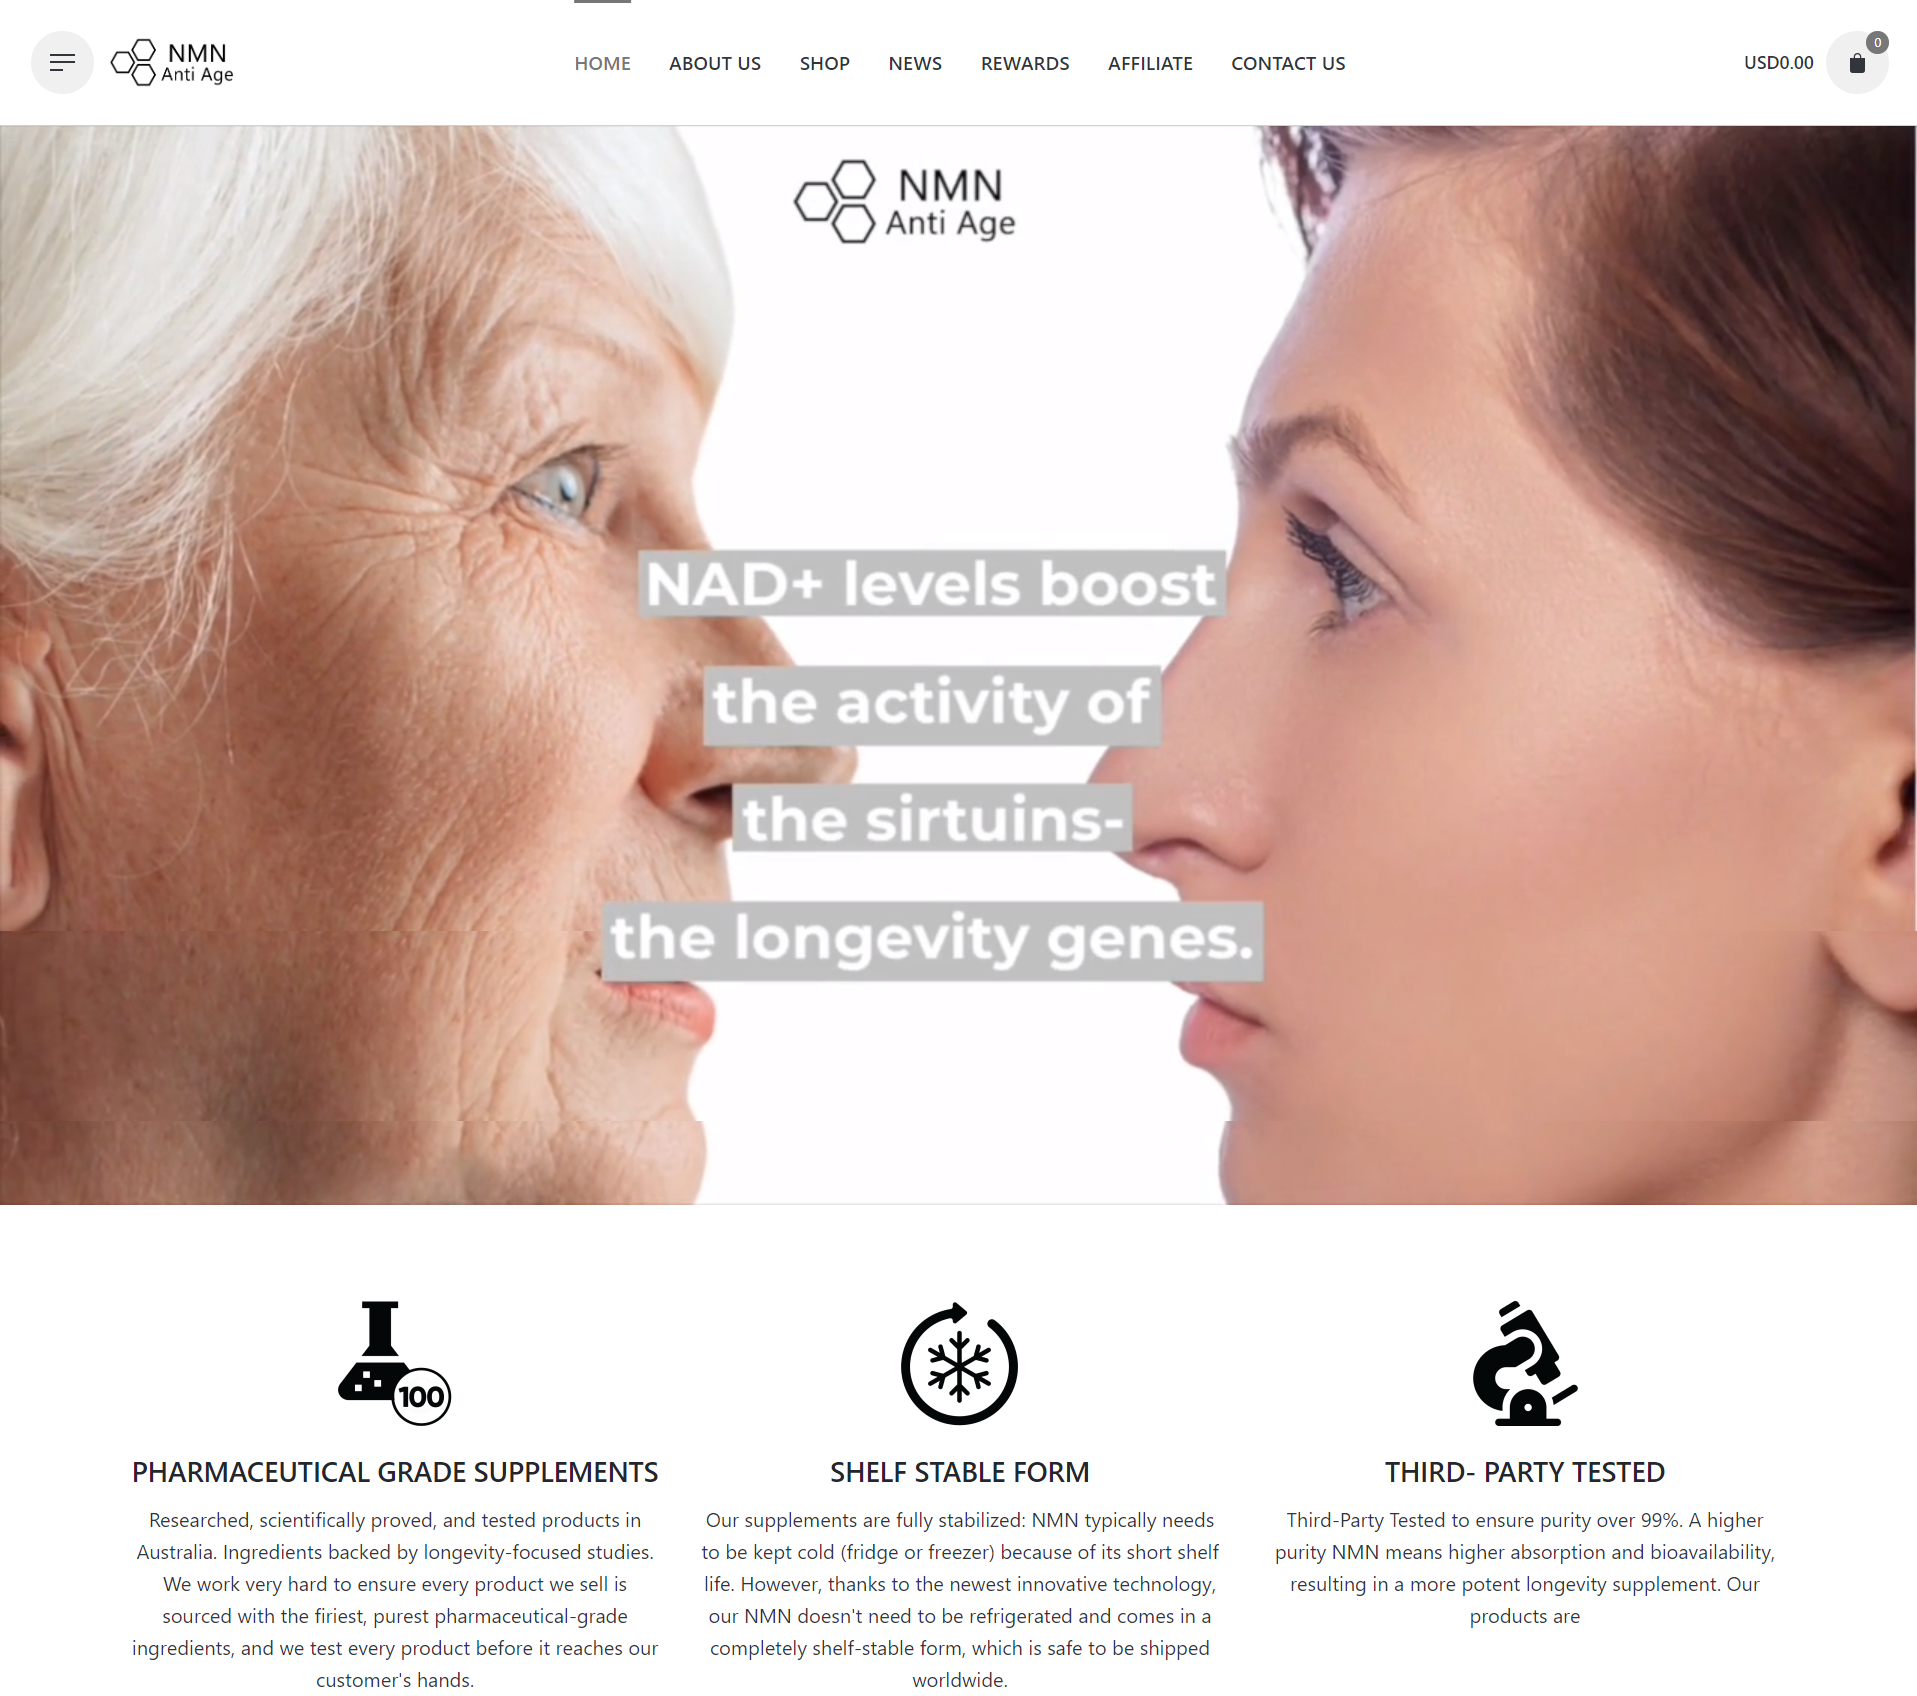 NMN
Anti Age
HOME ABOUT US SHOP NEWS REWARDS AFFILIATE CONTACT US
USD0.00
0
NMN
Anti Age
NAD+ levels boost
the activity of
the sirtuins-
the longevity genes.
100
PHARMACEUTICAL GRADE SUPPLEMENTS
Researched, scientifically proved, and tested products in
Australia. Ingredients backed by longevity-focused studies.
We work very hard to ensure every product we sell is
sourced with the firiest, purest pharmaceutical-grade
ingredients, and we test every product before it reaches our
customer's hands.
SHELF STABLE FORM
Our supplements are fully stabilized: NMN typically needs
to be kept cold (fridge or freezer) because of its short shelf
life. However, thanks to the newest innovative technology,
our NMN doesn't need to be refrigerated and comes in a
completely shelf-stable form, which is safe to be shipped
worldwide.
THIRD- PARTY TESTED
Third-Party Tested to ensure purity over 99%. A higher
purity NMN means higher absorption and bioavailability,
resulting in a more potent longevity supplement. Our
products are